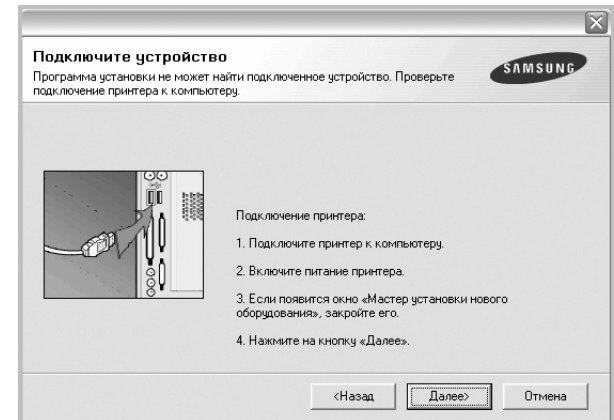 Подключите устройство
Программа установки не может найти подключенное устройство. Проверьте
подключение принтера к компьютеру.
SAMSUNG
Подключение принтера:
1. Подключите принтер к компьютеру.
2. Включите питание принтера.
3. Если появится окно «Мастер установки нового
оборудования», закройте его.
4. Нажмите на кнопку «Далее».
<Назад
Далее>
Отмена